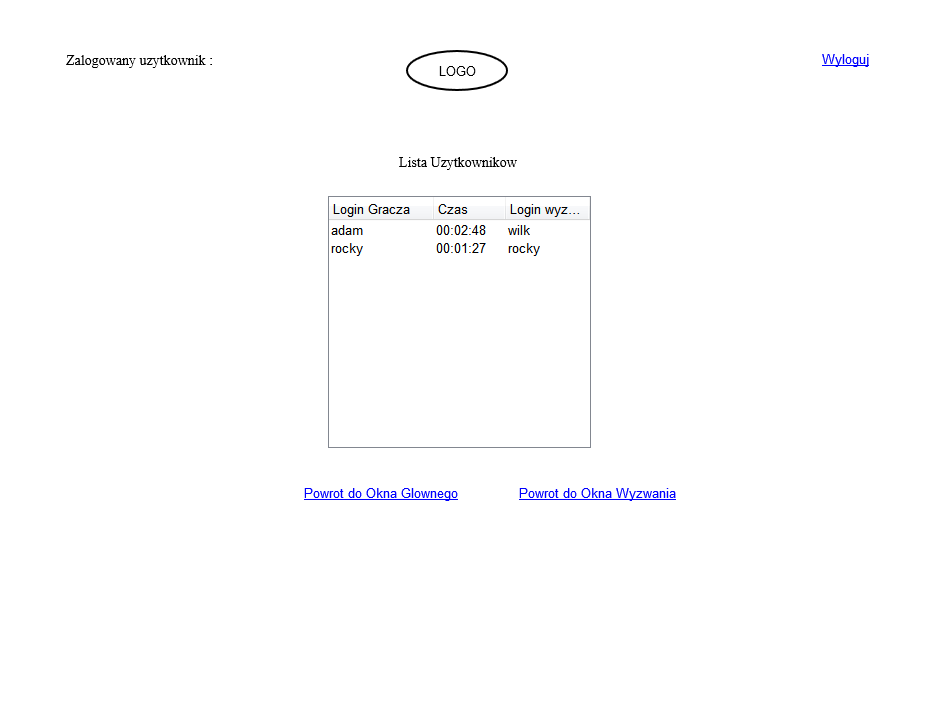 Zalogowany uzytkownik :
LOGO
Wyloguj
Lista Uzytkownikow
Login Gracza Czas Login wyz...
adam 00:02:48 wilk
rocky 00:01:27 rocky
Powrot do Okna Glownego Powrot do Okna Wyzwania